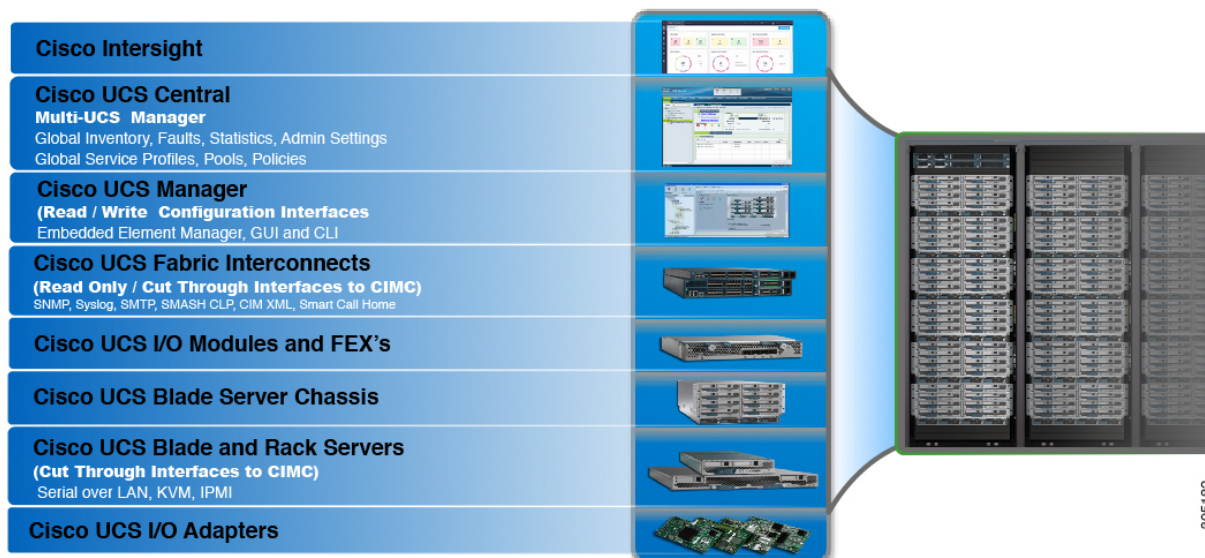 Cisco Intersight
Cisco UCS Central
Multi-UCS Manager
Global Inventory, Faults, Statistics, Admin Settings
Global Service Profiles, Pools, Policies
Cisco UCS Manager
(Read / Write Configuration Interfaces
Embedded Element Manager, GUI and CLI
Cisco UCS Fabric Interconnects
(Read Only / Cut Through Interfaces to CIMC)
SNMP, Syslog, SMTP, SMASH CLP, CIM XML, Smart Call Home
Cisco UCS I/O Modules and FEX's
Cisco UCS Blade Server Chassis
Cisco UCS Blade and Rack Servers
(Cut Through Interfaces to CIMC)
Serial over LAN, KVM, IPMI
Cisco UCS I/O Adapters